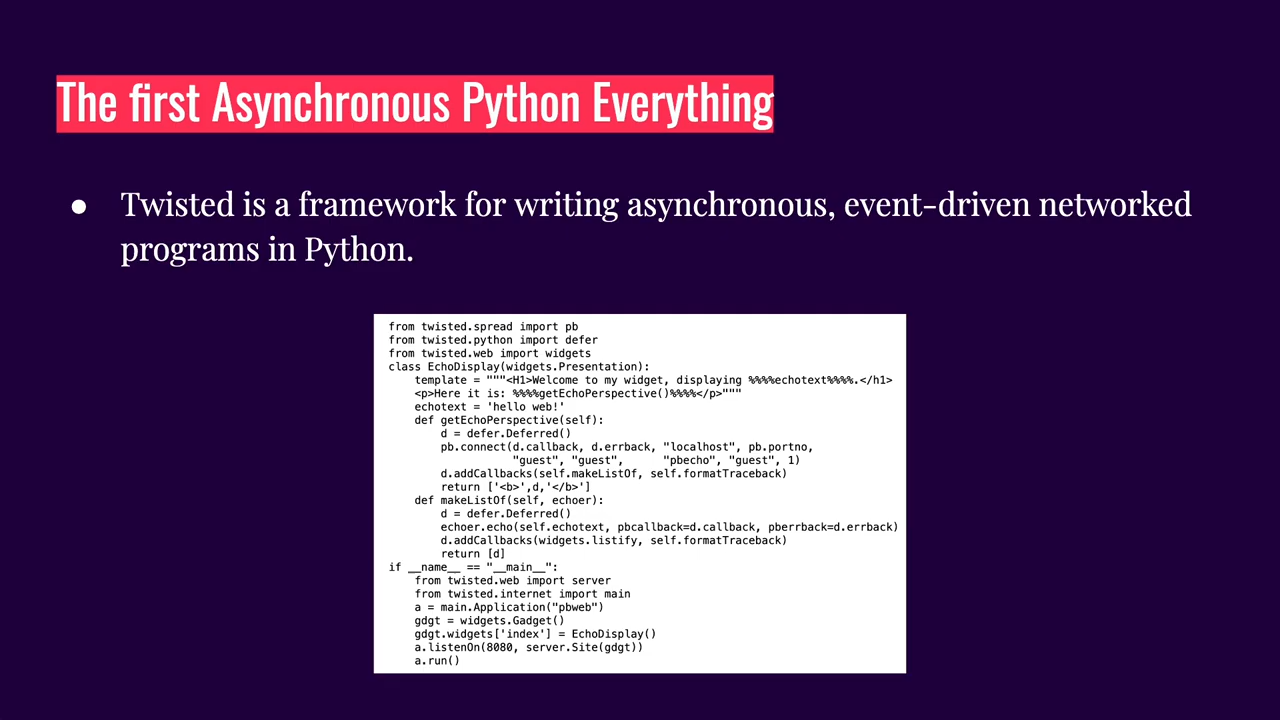 The first Asynchronous Python Everything
● Twisted is a framework for writing asynchronous, event-driven networked
programs in Python.
from twisted.spread import pb
from twisted.python import defer
from twisted.web import widgets
class EchoDisplay(widgets.Presentation):
    template = """<H1>Welcome to my widget, displaying %%%%echotext%%%%.</h1>
    <p>Here it is: %%%%getEchoPerspective()%%%%</p>"""
    echotext = 'hello web!'
    def getEchoPerspective(self):
        d = defer.Deferred()
        pb.connect(d.callback, d.errback, "localhost", pb.portno,
                   "guest", "guest",      "pbecho", "guest", 1)
        d.addCallbacks(self.makeListOf, self.formatTraceback)
        return ['<b>',d,'</b>']
    def makeListOf(self, echoer):
        d = defer.Deferred()
        echoer.echo(self.echotext, pbcallback=d.callback, pberrback=d.errback)
        d.addCallbacks(widgets.listify, self.formatTraceback)
        return [d]
if __name__ == "__main__":
    from twisted.web import server
    from twisted.internet import main
    a = main.Application("pbweb")
    gdgt = widgets.Gadget()
    gdgt.widgets['index'] = EchoDisplay()
    a.listenOn(8080, server.Site(gdgt))
    a.run()